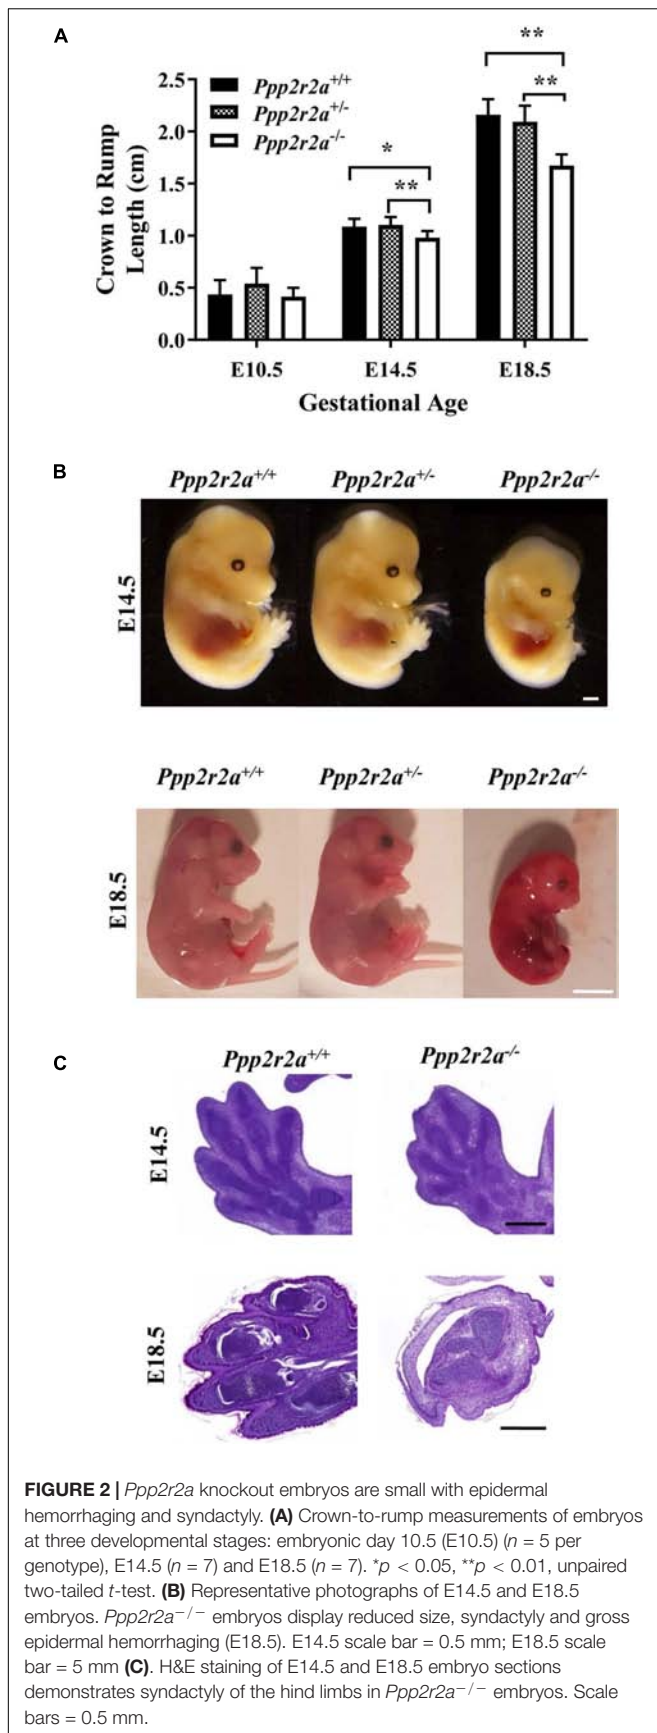 A
**
**
2.5
Ppp2r2a+/+
2.0
Ppp2r2a+/-
Ppp2r2a-/-
*
1.5
**
1.0
0.5
0.0
Crown to Rump
Length (cm)
E10.5 E14.5 E18.5
Gestational Age
B
Ppp2r2a+/+ Ppp2r2a+/- Ppp2r2a-/-
E14.5
Ppp2r2a+/+ Ppp2r2a+/- Ppp2r2a-/-
E18.5
C
Ppp2r2a+/+ Ppp2r2a-/-
E14.5
E18.5
FIGURE 2 | Ppp2r2a knockout embryos are small with epidermal
hemorrhaging and syndactyly. (A) Crown-to-rump measurements of embryos
at three developmental stages: embryonic day 10.5 (E10.5) (n = 5 per
genotype), E14.5 (n = 7) and E18.5 (n = 7). *p < 0.05, **p < 0.01, unpaired
two-tailed t-test. (B) Representative photographs of E14.5 and E18.5
embryos. Ppp2r2a−/− embryos display reduced size, syndactyly and gross
epidermal hemorrhaging (E18.5). E14.5 scale bar = 0.5 mm; E18.5 scale
bar = 5 mm (C). H&E staining of E14.5 and E18.5 embryo sections
demonstrates syndactyly of the hind limbs in Ppp2r2a−/− embryos. Scale
bars = 0.5 mm.